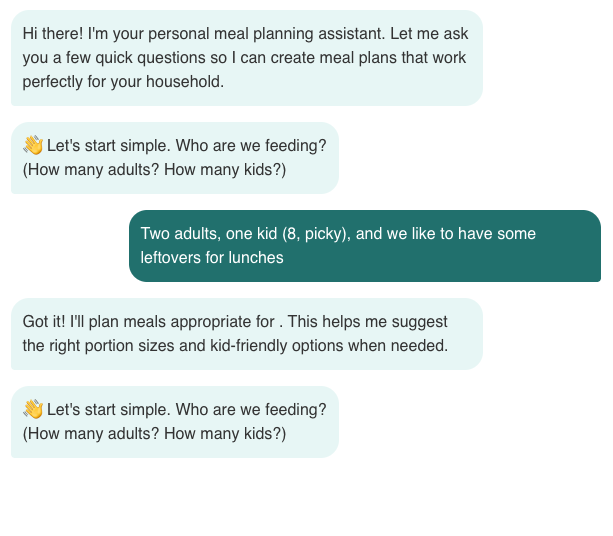 Hi there! I'm your personal meal planning assistant. Let me ask
you a few quick questions so I can create meal plans that work
perfectly for your household.
👋 Let's start simple. Who are we feeding?
(How many adults? How many kids?)
Two adults, one kid (8, picky), and we like to have some
leftovers for lunches
Got it! I'll plan meals appropriate for . This helps me suggest
the right portion sizes and kid-friendly options when needed.
👋 Let's start simple. Who are we feeding?
(How many adults? How many kids?)